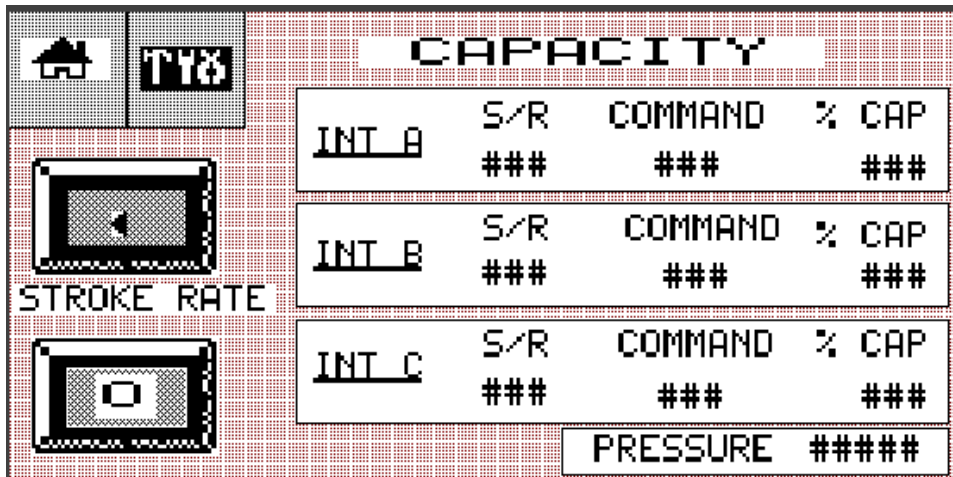 CAPACITY
INT A S/R COMMAND % CAP
### ### ###
INT B S/R COMMAND % CAP
### ### ###
STROKE RATE
INT C S/R COMMAND % CAP
### ### ###
PRESSURE #####